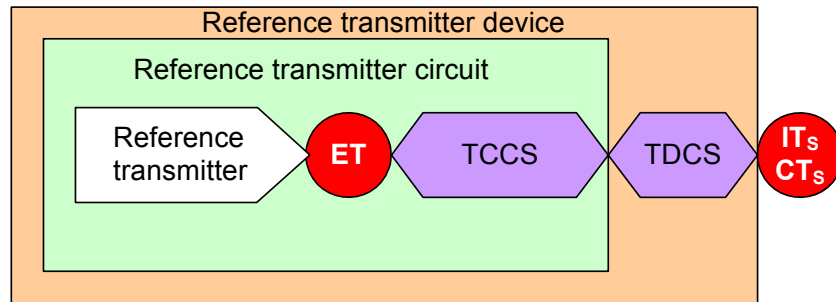 Reference transmitter device
Reference transmitter circuit
Reference
transmitter
ET
TCCS
TDCS
ITS
CTS